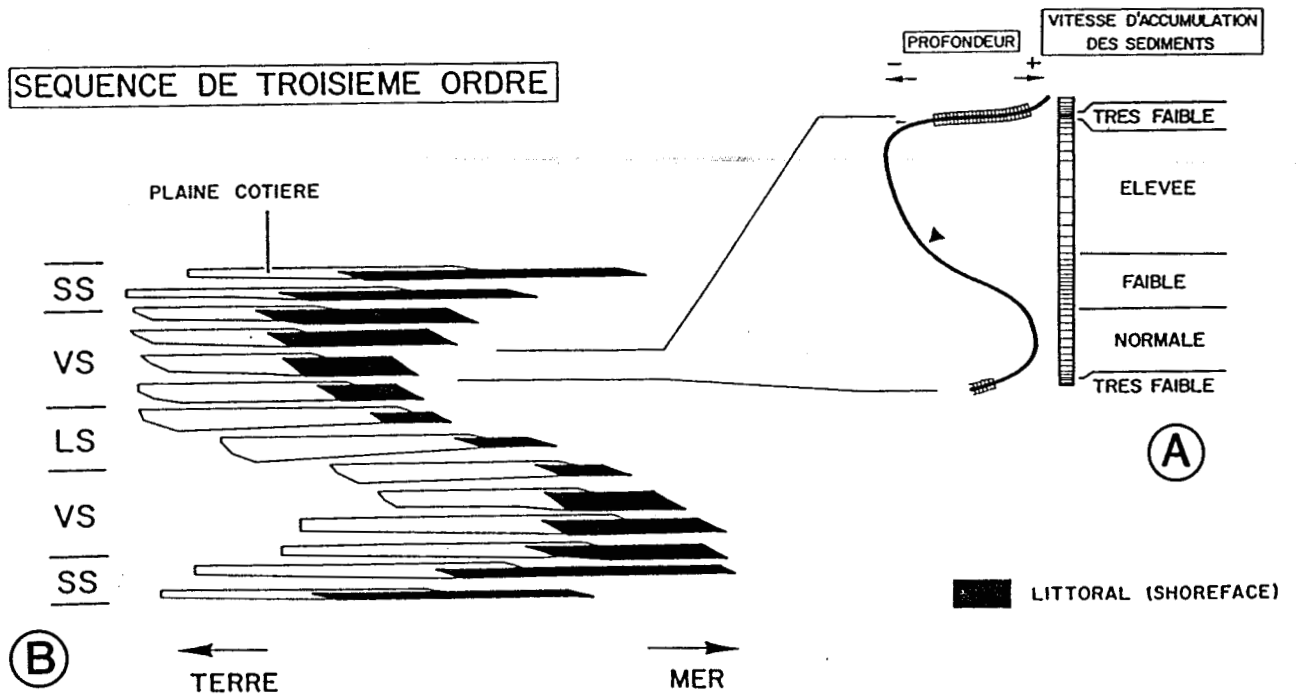 SEQUENCE DE TROISIEME ORDRE
PROFONDEUR
VITESSE D'ACCUMULATION
DES SEDIMENTS
- +
TRES FAIBLE
ELEVEE
FAIBLE
NORMALE
TRES FAIBLE
A
PLAINE COTIERE
SS
VS
LS
VS
SS
LITTORAL (SHOREFACE)
B
TERRE
MER